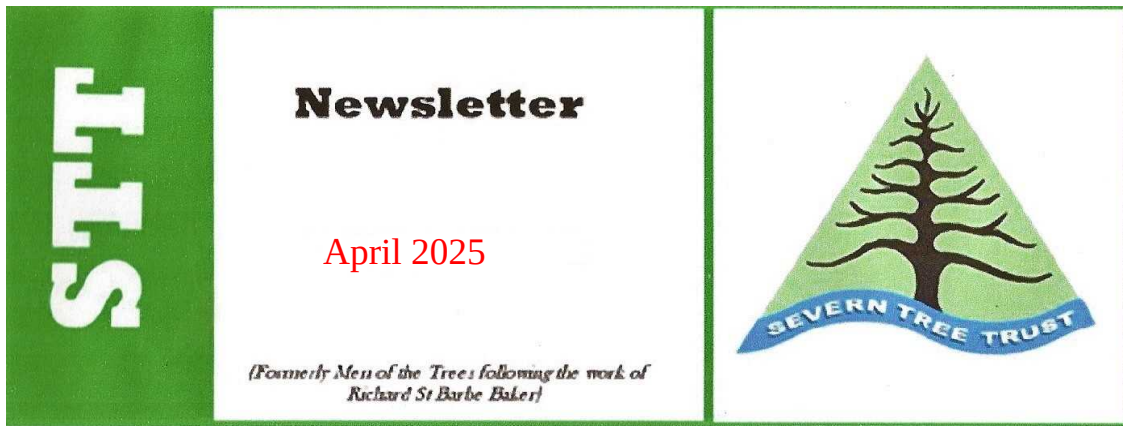 STT
Newsletter
April 2025
(Formerly Men of the Trees following the work of
Richard St Barbe Baker)
SEVERN TREE TRUST